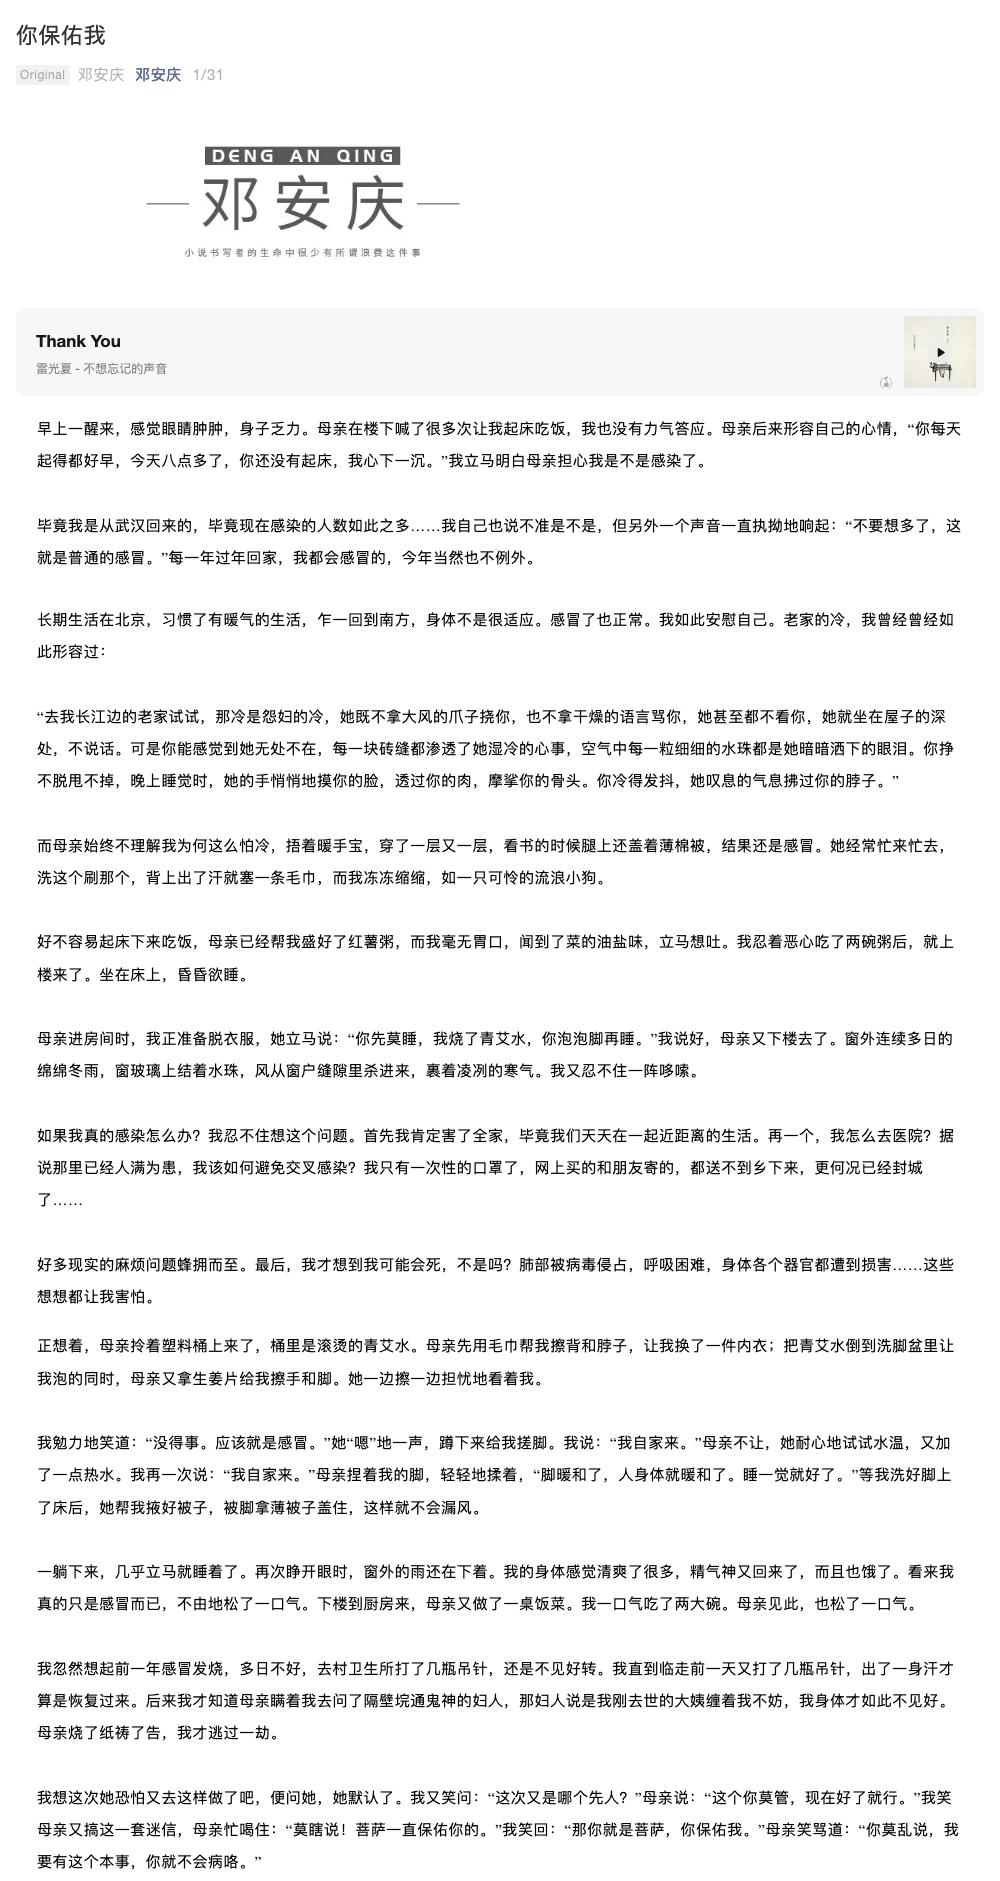 你保佑我
Original 邓安庆 邓安庆 1/31
DENG AN QING
邓安庆
小说书写者的生命中很少有所谓浪费这件事
Thank You
雷光夏 - 不想忘记的声音
早上一醒来，感觉眼睛肿肿，身子乏力。母亲在楼下喊了很多次让我起床吃饭，我也没有力气答应。母亲后来形容自己的心情，“你每天
起得都好早，今天八点多了，你还没有起床，我心下一沉。”我立马明白母亲担心我是不是感染了。
毕竟我是从武汉回来的，毕竟现在感染的人数如此之多……我自己也说不准是不是，但另外一个声音一直执拗地响起：“不要想多了，这
就是普通的感冒。”每一年过年回家，我都会感冒的，今年当然也不例外。
长期生活在北京，习惯了有暖气的生活，乍一回到南方，身体不是很适应。感冒了也正常。我如此安慰自己。老家的冷，我曾经曾经如
此形容过：
“去我长江边的老家试试，那冷是怨妇的冷，她既不拿大风的爪子挠你，也不拿干燥的语言骂你，她甚至都不看你，她就坐在屋子的深
处，不说话。可是你能感觉到她无处不在，每一块砖缝都渗透了她湿冷的心事，空气中每一粒细细的水珠都是她暗暗洒下的眼泪。你挣
不脱甩不掉，晚上睡觉时，她的手悄悄地摸你的脸，透过你的肉，摩挲你的骨头。你冷得发抖，她叹息的气息拂过你的脖子。”
而母亲始终不理解我为何这么怕冷，捂着暖手宝，穿了一层又一层，看书的时候腿上还盖着薄棉被，结果还是感冒。她经常忙来忙去，
洗这个刷那个，背上出了汗就塞一条毛巾，而我冻冻缩缩，如一只可怜的流浪小狗。
好不容易起床下来吃饭，母亲已经帮我盛好了红薯粥，而我毫无胃口，闻到了菜的油盐味，立马想吐。我忍着恶心吃了两碗粥后，就上
楼来了。坐在床上，昏昏欲睡。
母亲进房间时，我正准备脱衣服，她立马说：“你先莫睡，我烧了青艾水，你泡泡脚再睡。”我说好，母亲又下楼去了。窗外连续多日的
绵绵冬雨，窗玻璃上结着水珠，风从窗户缝隙里杀进来，裹着凌冽的寒气。我又忍不住一阵哆嗦。
如果我真的感染怎么办？我忍不住想这个问题。首先我肯定害了全家，毕竟我们天天在一起近距离的生活。再一个，我怎么去医院？据
说那里已经人满为患，我该如何避免交叉感染？我只有一次性的口罩了，网上买的和朋友寄的，都送不到乡下来，更何况已经封城
了……
好多现实的麻烦问题蜂拥而至。最后，我才想到我可能会死，不是吗？肺部被病毒侵占，呼吸困难，身体各个器官都遭到损害……这些
想想都让我害怕。
正想着，母亲拎着塑料桶上来了，桶里是滚烫的青艾水。母亲先用毛巾帮我擦背和脖子，让我换了一件内衣；把青艾水倒到洗脚盆里让
我泡的同时，母亲又拿生姜片给我擦手和脚。她一边擦一边担忧地看着我。
我勉力地笑道：“没得事。应该就是感冒。”她“嗯”地一声，蹲下来给我搓脚。我说：“我自家来。”母亲不让，她耐心地试试水温，又加
了一点热水。我再一次说：“我自家来。”母亲捏着我的脚，轻轻地揉着，“脚暖和了，人身体就暖和了。睡一觉就好了。”等我洗好脚上
了床后，她帮我掖好被子，被脚拿薄被子盖住，这样就不会漏风。
一躺下来，几乎立马就睡着了。再次睁开眼时，窗外的雨还在下着。我的身体感觉清爽了很多，精气神又回来了，而且也饿了。看来我
真的只是感冒而已，不由地松了一口气。下楼到厨房来，母亲又做了一桌饭菜。我一口气吃了两大碗。母亲见此，也松了一口气。
我忽然想起前一年感冒发烧，多日不好，去村卫生所打了几瓶吊针，还是不见好转。我直到临走前一天又打了几瓶吊针，出了一身汗才
算是恢复过来。后来我才知道母亲瞒着我去问了隔壁垸通鬼神的妇人，那妇人说是我刚去世的大姨缠着我不妨，我身体才如此不见好。
母亲烧了纸祷了告，我才逃过一劫。
我想这次她恐怕又去这样做了吧，便问她，她默认了。我又笑问：“这次又是哪个先人？”母亲说：“这个你莫管，现在好了就行。”我笑
母亲又搞这一套迷信，母亲忙喝住：“莫瞎说！菩萨一直保佑你的。”我笑回：“那你就是菩萨，你保佑我。”母亲笑骂道：“你莫乱说，我
要有这个本事，你就不会病咯。”